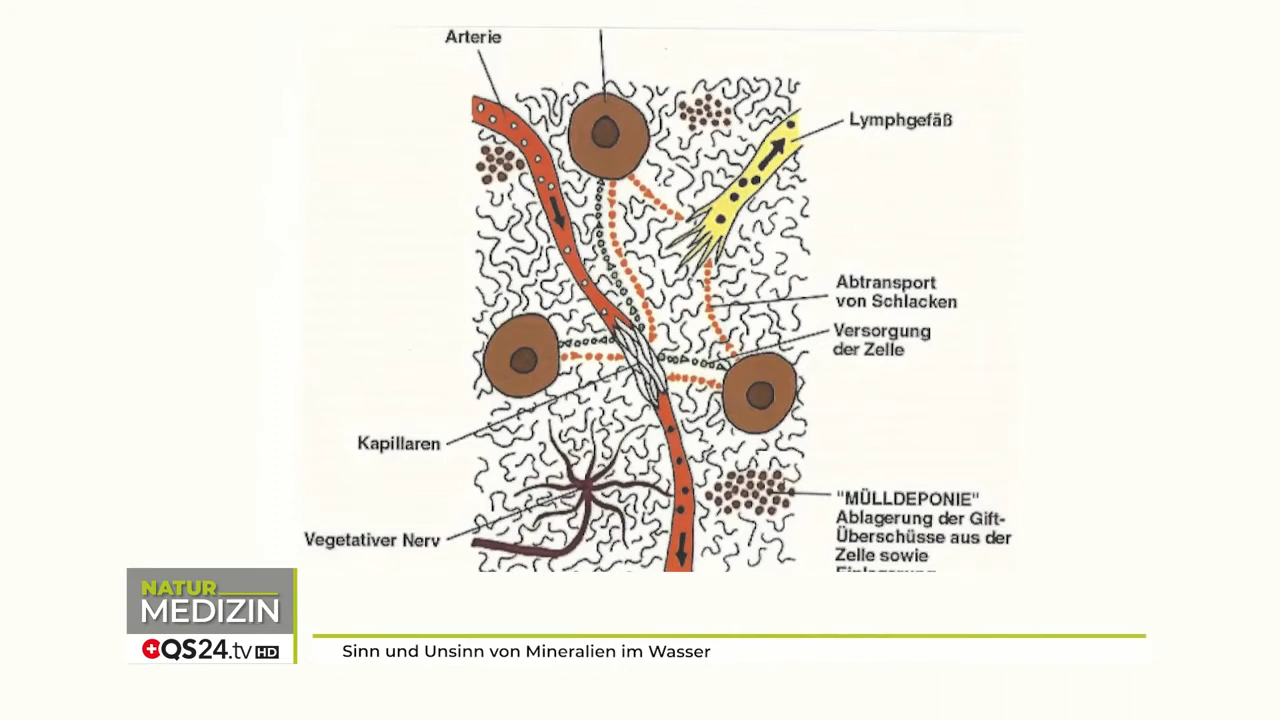 Arterie
Lymphgefäß
Abtransport
von Schlacken
Versorgung
der Zelle
Kapillaren
"MÜLLDEPONIE"
Ablagerung der Gift-
Überschüsse aus der
Zelle sowie
Vegetativer Nerv
NATUR
MEDIZIN
QS24.tv HD
Sinn und Unsinn von Mineralien im Wasser